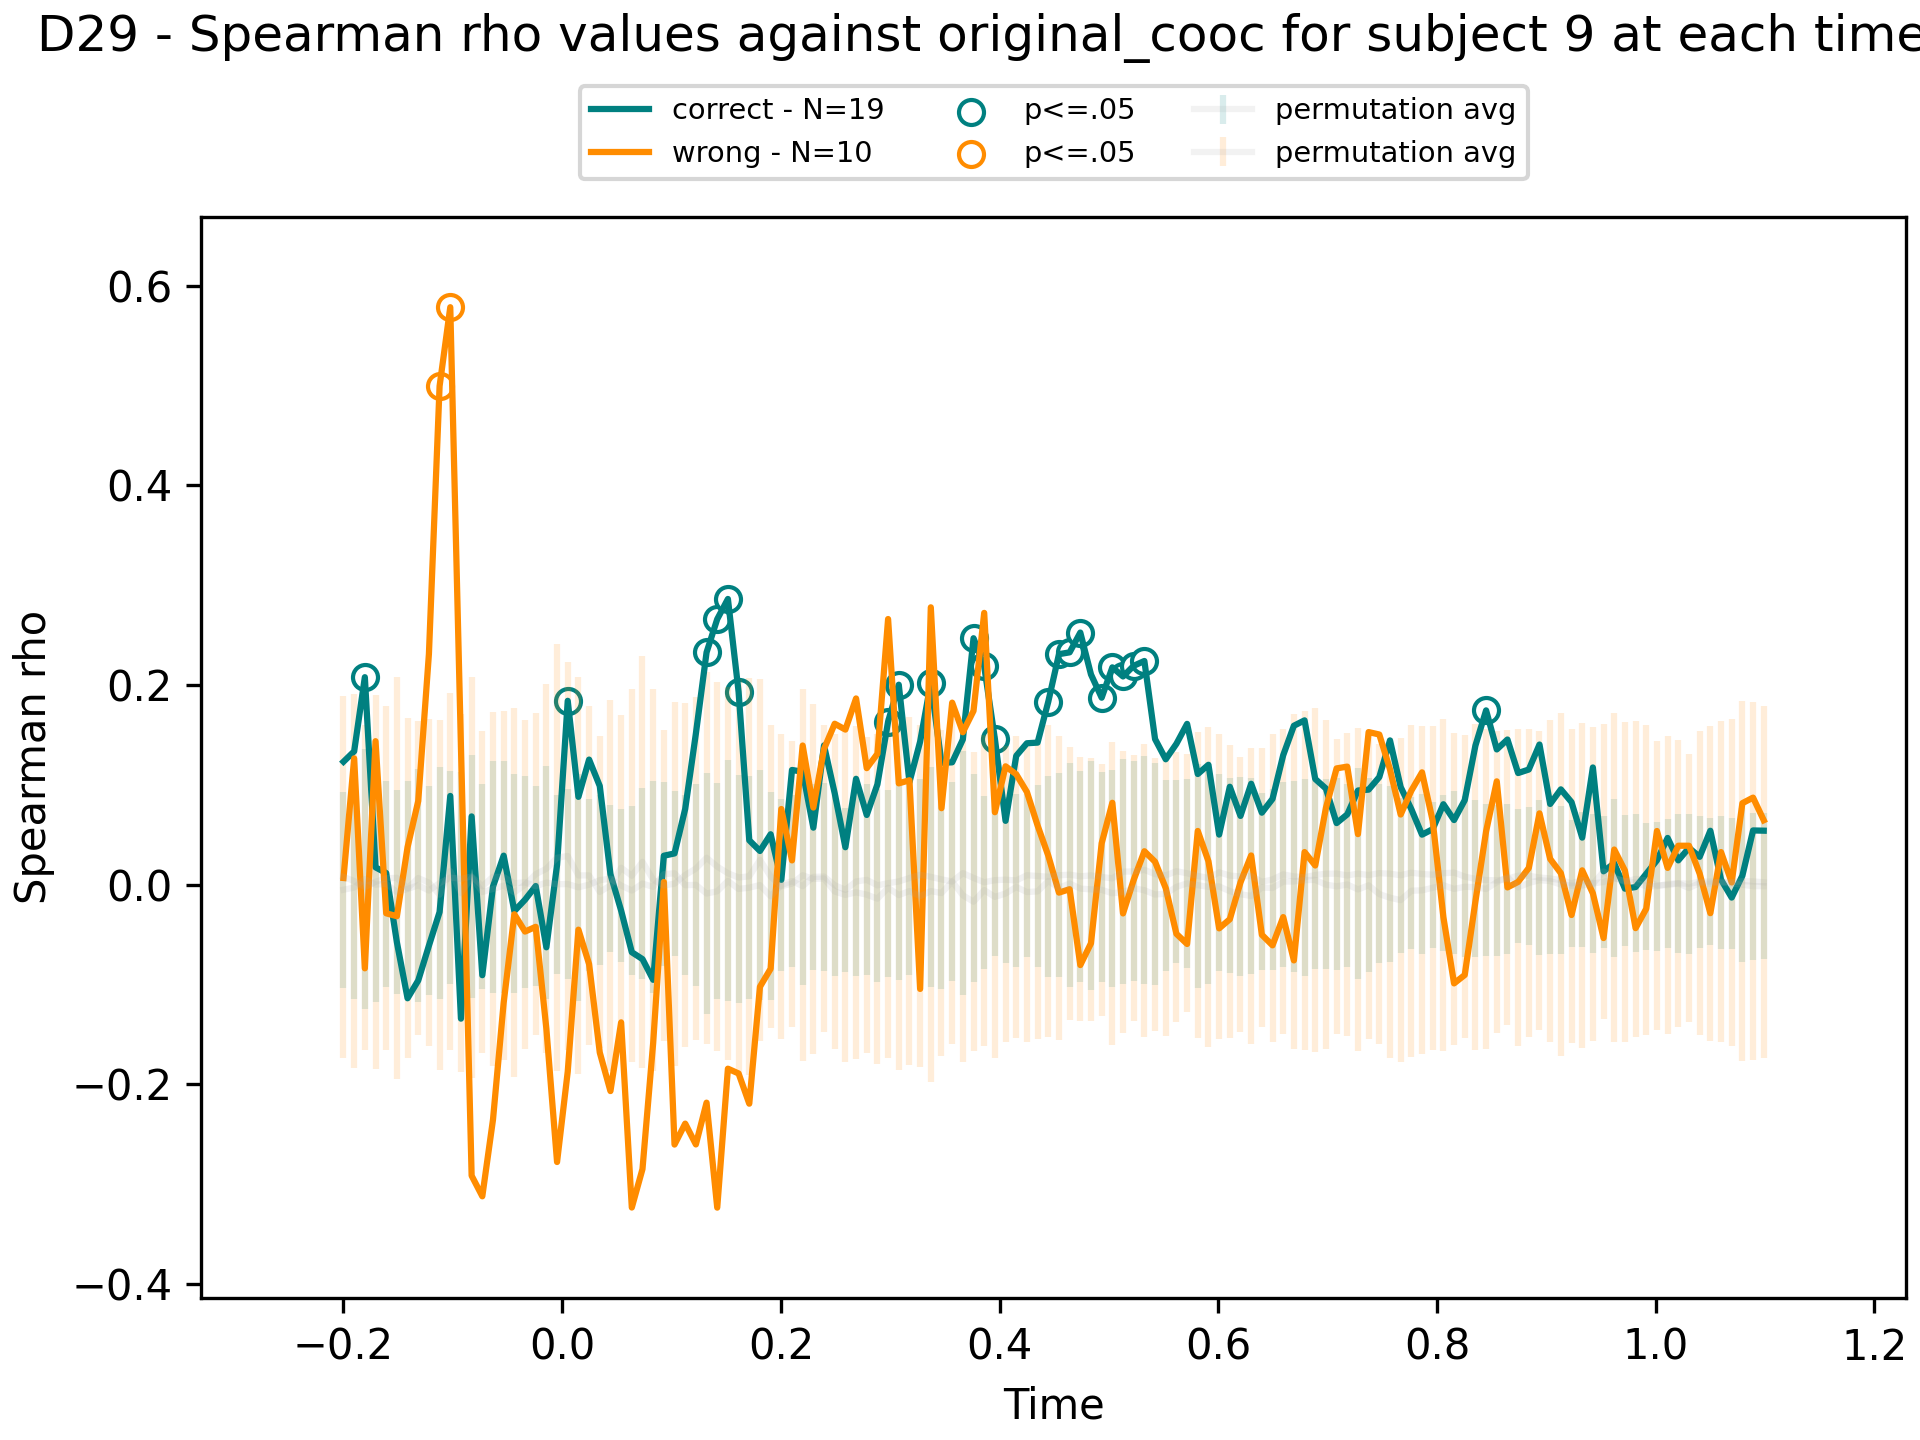 D29 - Spearman rho values against original_cooc for subject 9 at each time
correct - N=19
wrong - N=10
p<=.05
p<=.05
permutation avg
permutation avg
Spearman rho
0.6
0.4
0.2
0.0
−0.2
−0.4
−0.2
0.0
0.2
0.4
0.6
0.8
1.0
1.2
Time